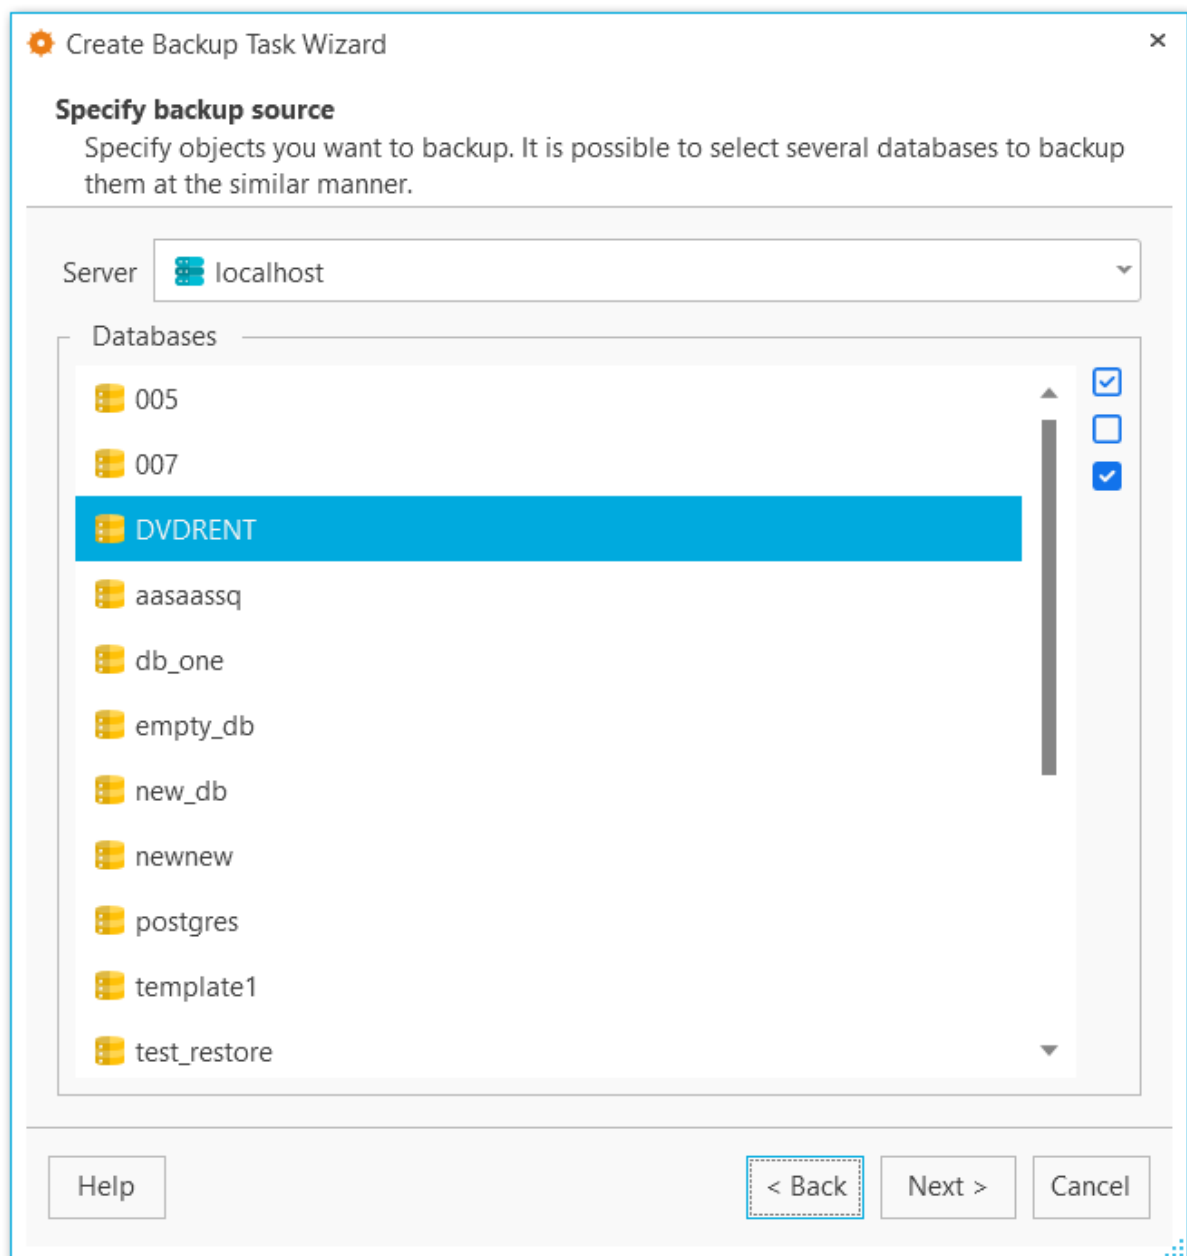 Create Backup Task Wizard
Specify backup source
Specify objects you want to backup. It is possible to select several databases to backup
them at the similar manner.
Server localhost
Databases
005
007
DVDRENT
aasaassq
db_one
empty_db
new_db
newnew
postgres
template1
test_restore
Help < Back Next > Cancel